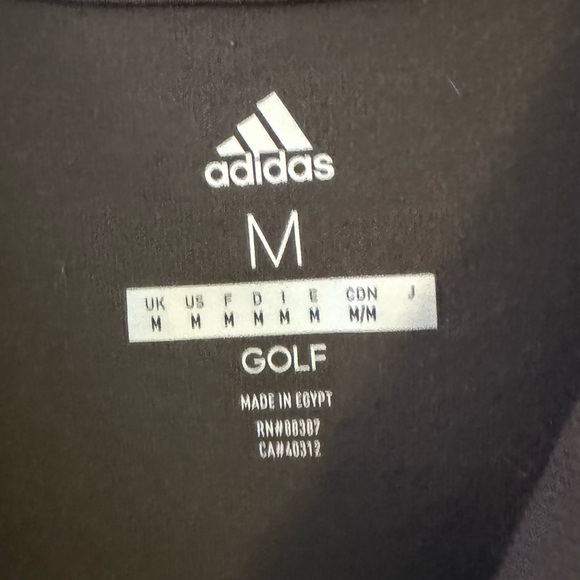 adidas
M
UK US F D I E CDN J
M M M M M M M/M
GOLF
MADE IN EGYPT
RN#88387
CA#40312